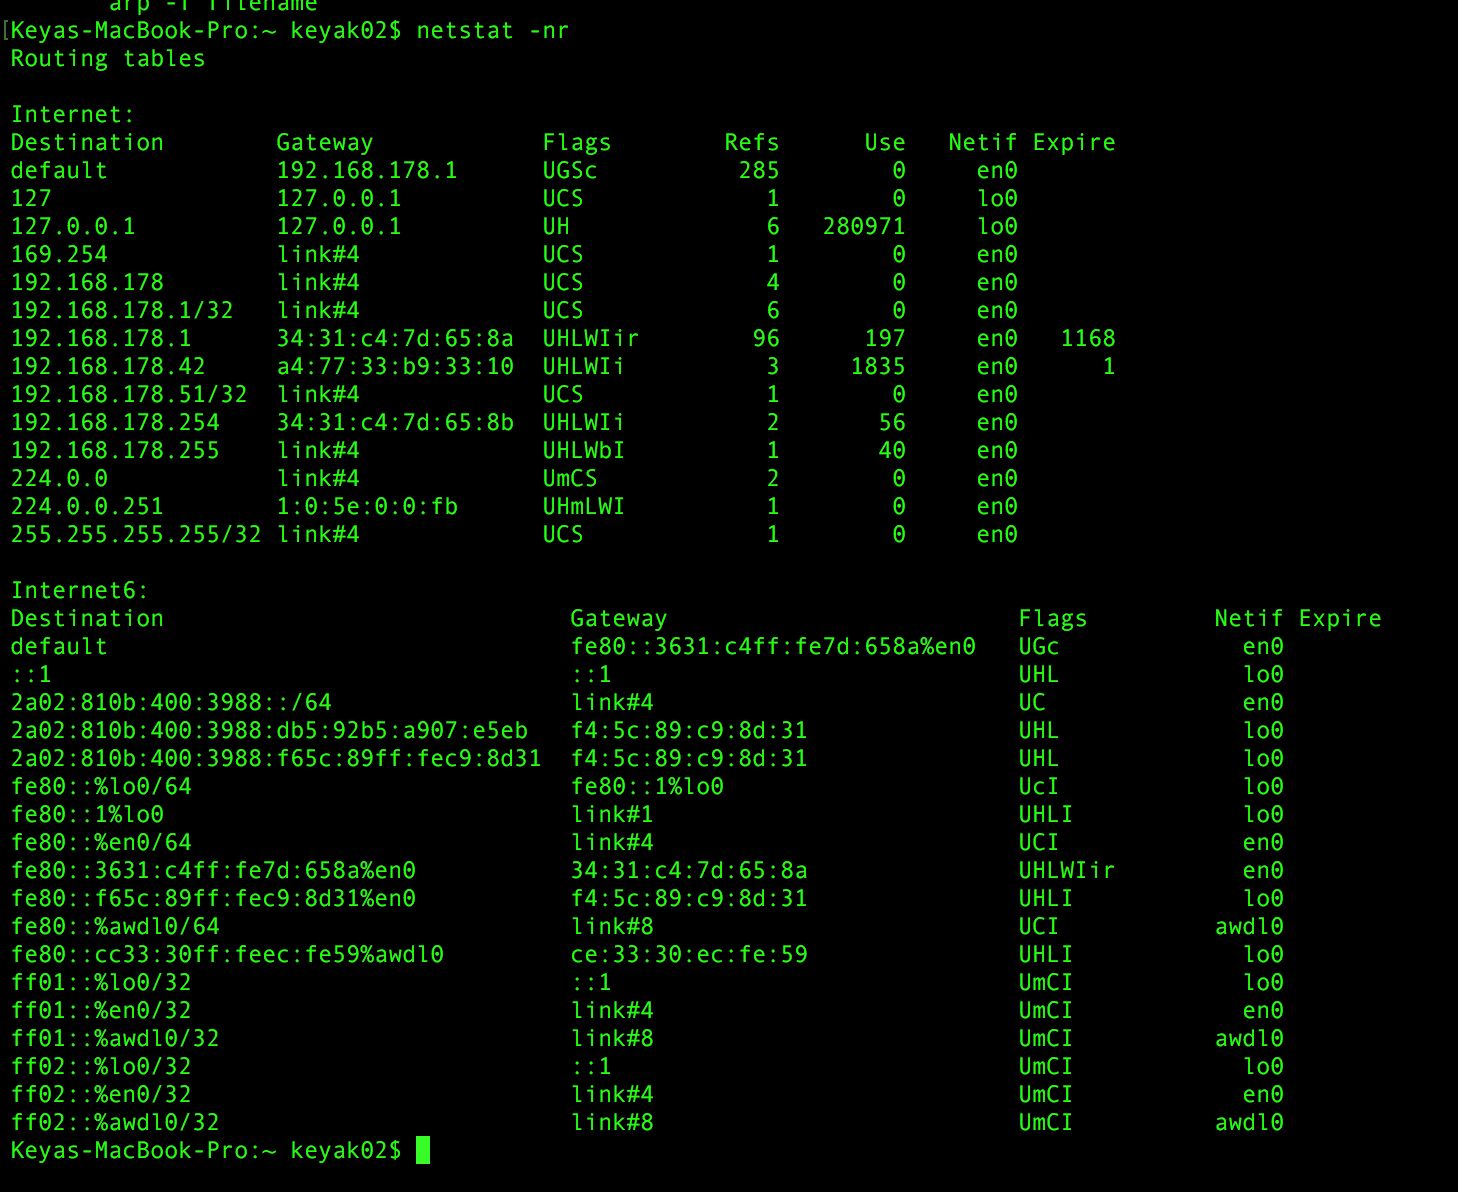 arp -f filename
[Keyas-MacBook-Pro:~ keyak02$ netstat -nr
Routing tables

Internet:
Destination        Gateway            Flags        Refs      Use   Netif Expire
default            192.168.178.1      UGSc          285        0     en0
127                127.0.0.1          UCS             1        0     lo0
127.0.0.1          127.0.0.1          UH              6   280971     lo0
169.254            link#4             UCS             1        0     en0
192.168.178        link#4             UCS             4        0     en0
192.168.178.1/32   link#4             UCS             6        0     en0
192.168.178.1      34:31:c4:7d:65:8a  UHLWIir        96      197     en0   1168
192.168.178.42     a4:77:33:b9:33:10  UHLWIi          3     1835     en0      1
192.168.178.51/32  link#4             UCS             1        0     en0
192.168.178.254    34:31:c4:7d:65:8b  UHLWIi          2       56     en0
192.168.178.255    link#4             UHLWbI          1       40     en0
224.0.0            link#4             UmCS            2        0     en0
224.0.0.251        1:0:5e:0:0:fb      UHmLWI          1        0     en0
255.255.255.255/32 link#4             UCS             1        0     en0

Internet6:
Destination                             Gateway                         Flags         Netif Expire
default                                 fe80::3631:c4ff:fe7d:658a%en0   UGc             en0
::1                                     ::1                             UHL             lo0
2a02:810b:400:3988::/64                 link#4                          UC              en0
2a02:810b:400:3988:db5:92b5:a907:e5eb   f4:5c:89:c9:8d:31               UHL             lo0
2a02:810b:400:3988:f65c:89ff:fec9:8d31  f4:5c:89:c9:8d:31               UHL             lo0
fe80::%lo0/64                           fe80::1%lo0                     UcI             lo0
fe80::1%lo0                             link#1                          UHLI            lo0
fe80::%en0/64                           link#4                          UCI             en0
fe80::3631:c4ff:fe7d:658a%en0           34:31:c4:7d:65:8a               UHLWIir         en0
fe80::f65c:89ff:fec9:8d31%en0           f4:5c:89:c9:8d:31               UHLI            lo0
fe80::%awdl0/64                         link#8                          UCI           awdl0
fe80::cc33:30ff:feec:fe59%awdl0         ce:33:30:ec:fe:59               UHLI            lo0
ff01::%lo0/32                           ::1                             UmCI            lo0
ff01::%en0/32                           link#4                          UmCI            en0
ff01::%awdl0/32                         link#8                          UmCI          awdl0
ff02::%lo0/32                           ::1                             UmCI            lo0
ff02::%en0/32                           link#4                          UmCI            en0
ff02::%awdl0/32                         link#8                          UmCI          awdl0
Keyas-MacBook-Pro:~ keyak02$